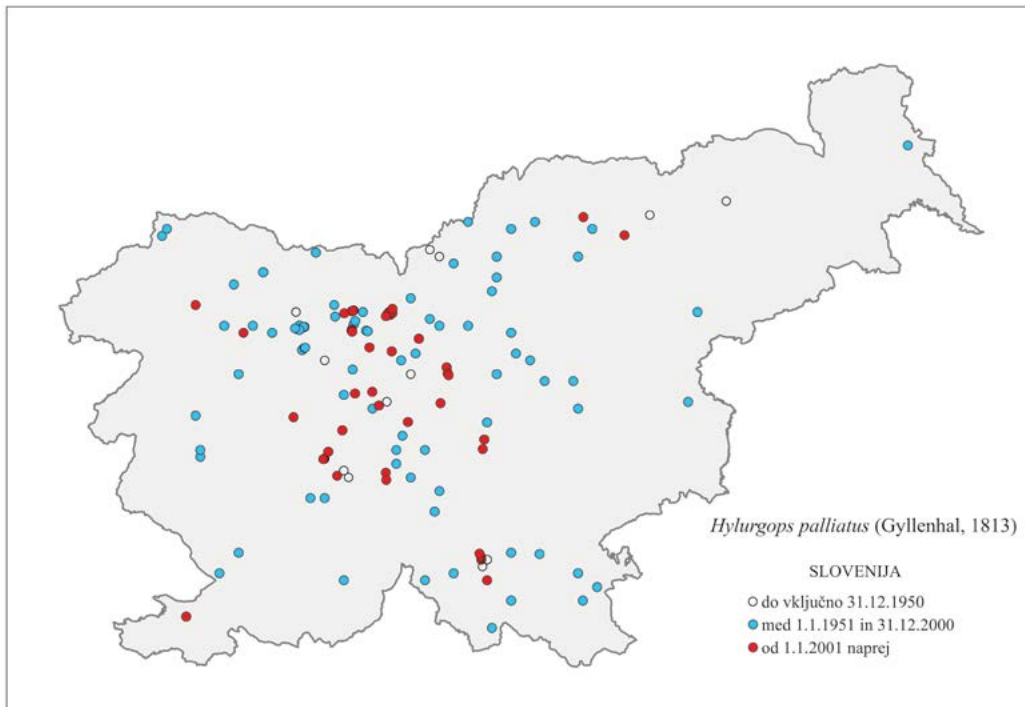 Hylurgops palliatus (Gyllenhal, 1813)
SLOVENIJA
do vključno 31.12.1950
med 1.1.1951 in 31.12.2000
od 1.1.2001 naprej